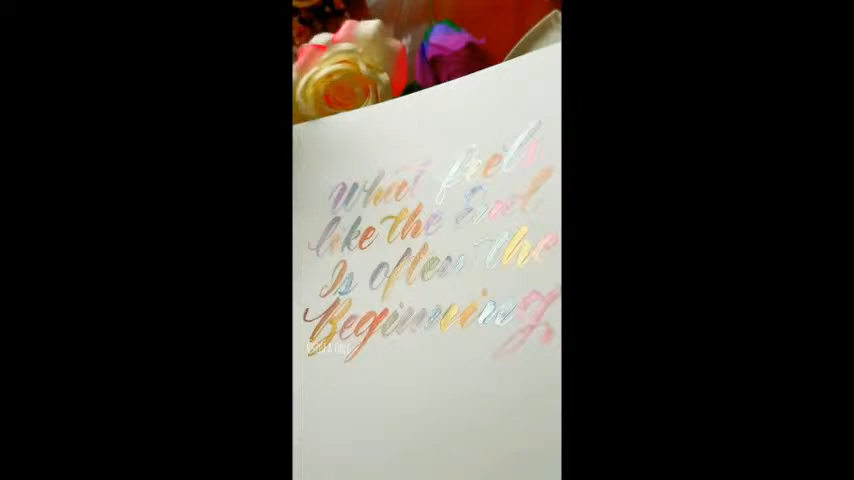 What feels
like the End
Is often the
Beginning